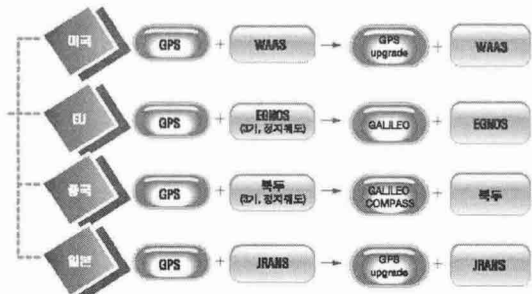 미국 GPS + WAAS → GPS upgrade + WAAS
EU GPS + EGNOS (3기, 정지궤도) → GALILEO + EGNOS
중국 GPS + 북두 (3기, 정지궤도) → GALILEO COMPASS + 북두
일본 GPS + JRANS → GPS upgrade + JRANS